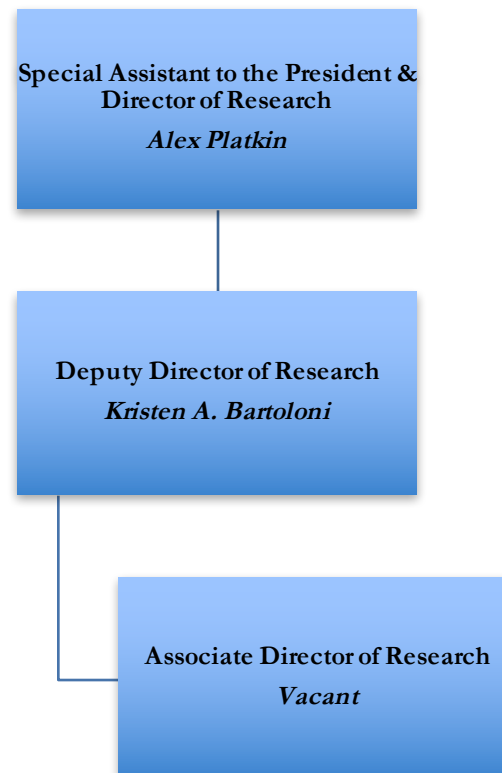 Special Assistant to the President &
Director of Research
Alex Platkin
Deputy Director of Research
Kristen A. Bartoloni
Associate Director of Research
Vacant